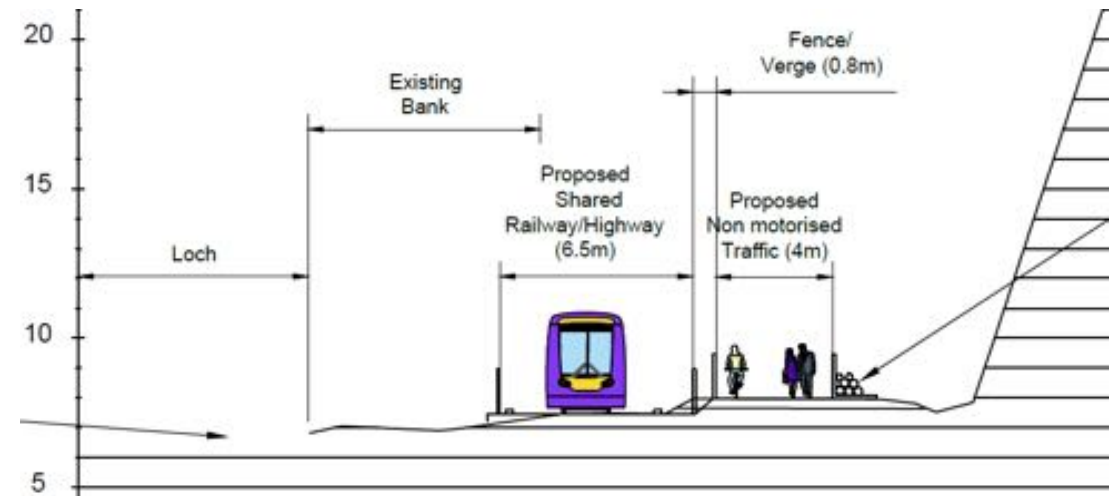 20
Fence/
Verge (0.8m)
Existing
Bank
15
Proposed
Shared
Railway/Highway
(6.5m)
Proposed
Non motorised
Traffic (4m)
Loch
10
5